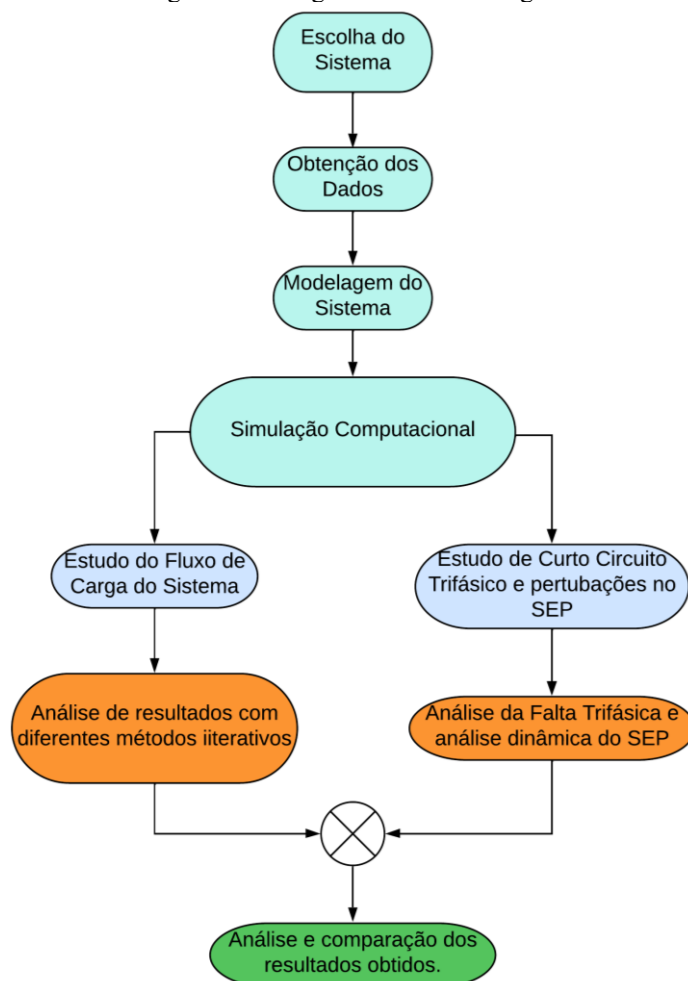 Escolha do
Sistema
Obtenção dos
Dados
Modelagem do
Sistema
Simulação Computacional
Estudo do Fluxo de
Carga do Sistema
Estudo de Curto Circuito
Trifásico e pertubações no
SEP
Análise de resultados com
diferentes métodos iiterativos
Análise da Falta Trifásica e
análise dinâmica do SEP
Análise e comparação dos
resultados obtidos.